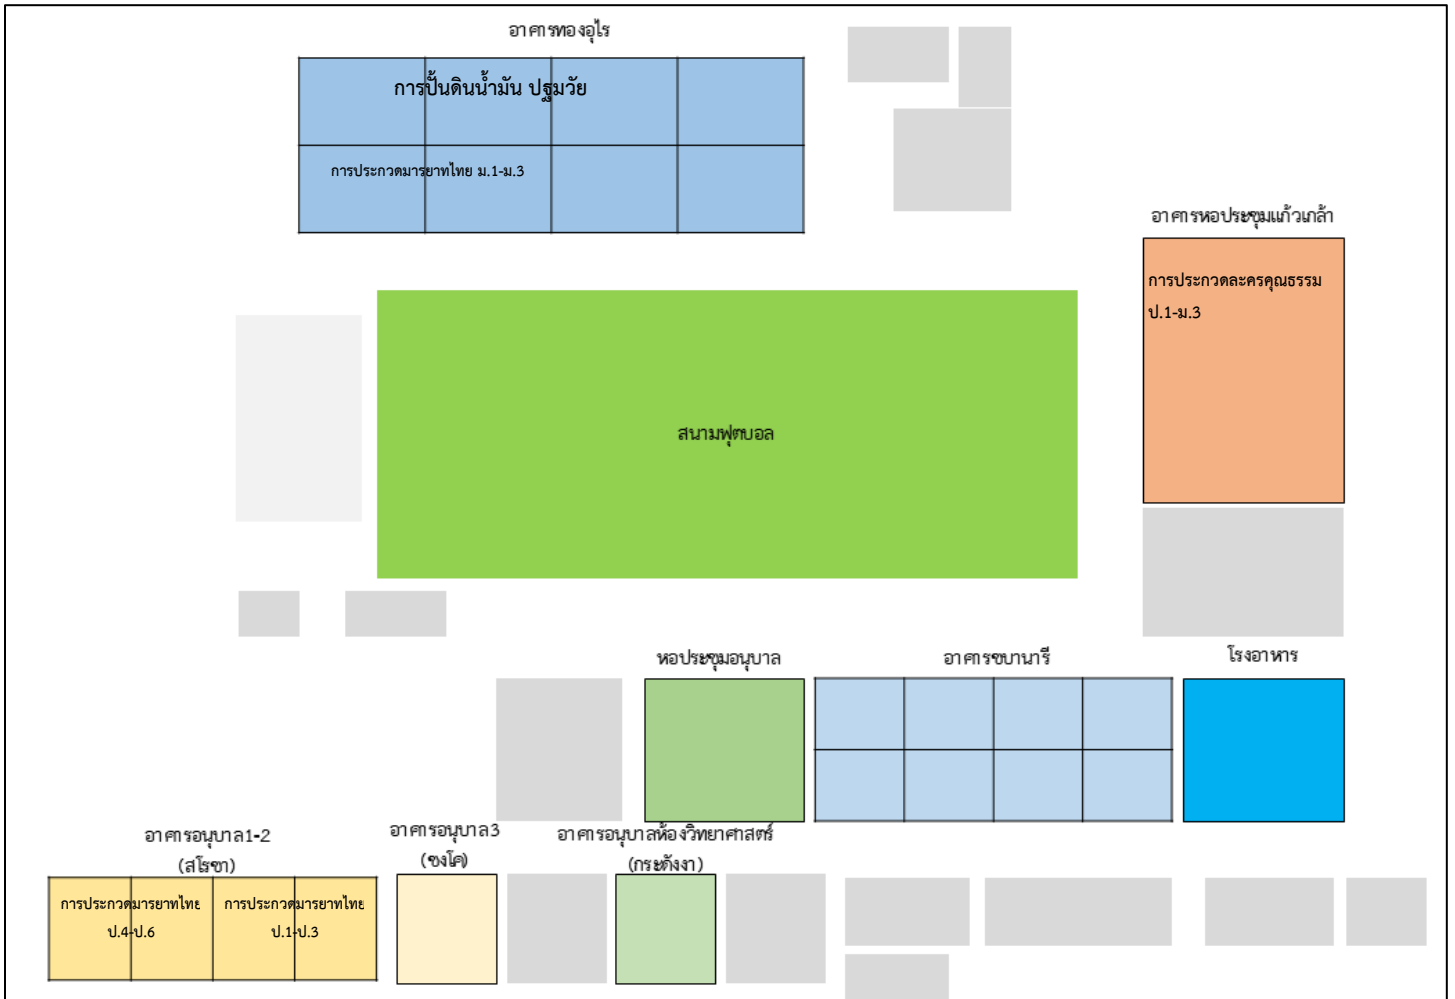 อาคารทองอุไร
การปั้นดินน้ำมัน ปฐมวัย
การประกวดมารยาทไทย ม.1-ม.3
อาคารหอประชุมแก้วเกล้า
การประกวดละครคุณธรรม
ป.1-ม.3
สนามฟุตบอล
หอประชุมอนุบาล
อาคารชบานารี
โรงอาหาร
อาคารอนุบาล1-2
(สโรชา)
อาคารอนุบาล3
(ชงโค)
อาคารอนุบาลห้องวิทยาศาสตร์
(กระดังงา)
การประกวดมารยาทไทย
ป.4-ป.6
การประกวดมารยาทไทย
ป.1-ป.3